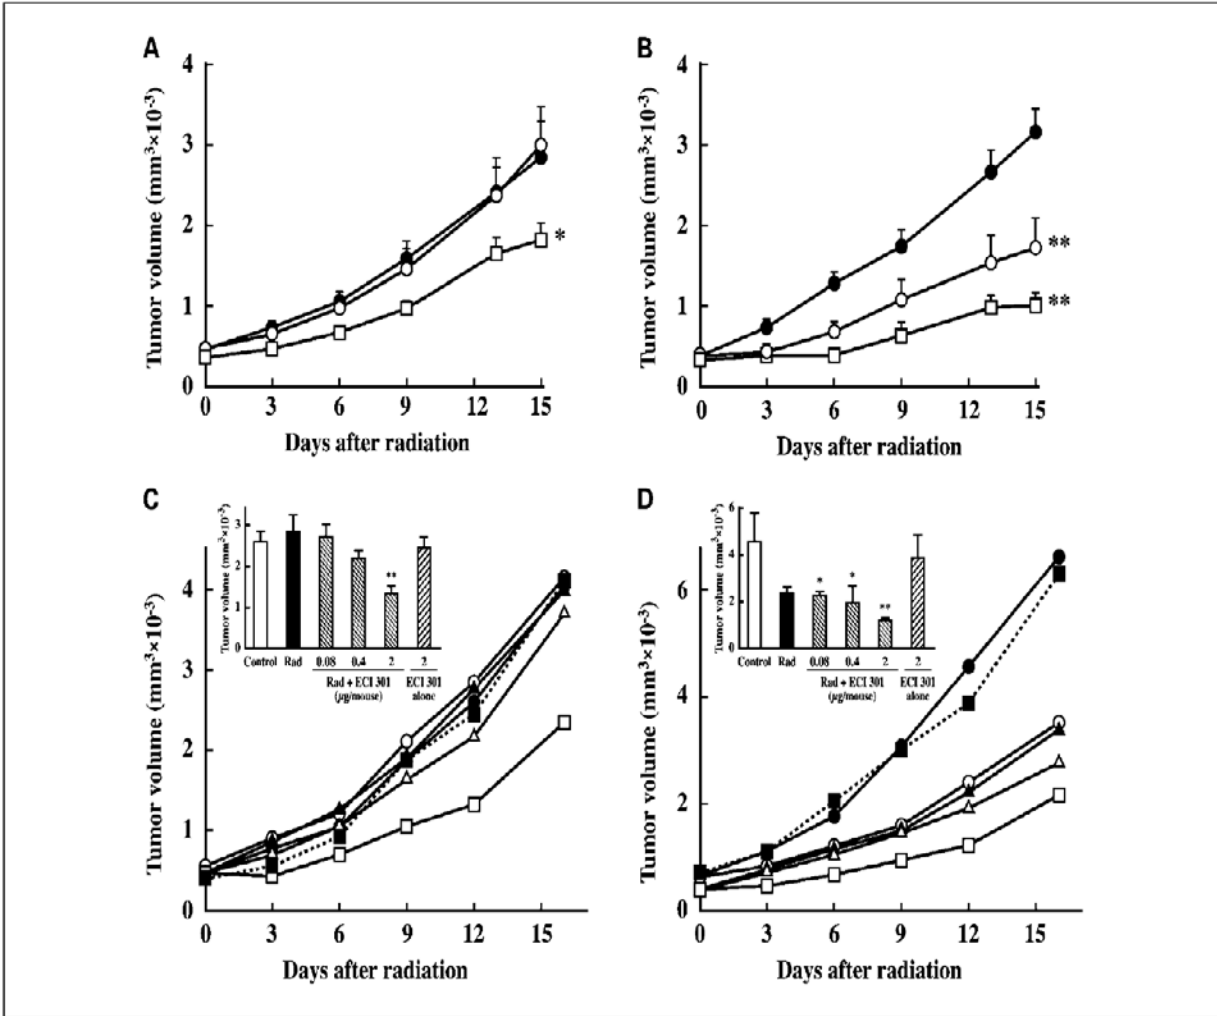 A
Tumor volume (mm³×10⁻³)
4
3
2
1
0
*
0 3 6 9 12 15
Days after radiation
B
Tumor volume (mm³×10⁻³)
4
3
2
1
0
**
**
0 3 6 9 12 15
Days after radiation
C
Tumor volume (mm³×10⁻³)
4
3
2
1
0
0 3 6 9 12 15
Days after radiation
Tumor volume (mm³×10⁻³)
3
2
1
0
**
Control Rad 0.08 0.4 2 2
Rad + ECI 301 ECI 301
(µg/mouse) alone
D
Tumor volume (mm³×10⁻³)
6
4
2
0
0 3 6 9 12 15
Days after radiation
Tumor volume (mm³×10⁻³)
6
4
2
0
* * **
Control Rad 0.08 0.4 2 2
Rad + ECI 301 ECI 301
(µg/mouse) alone